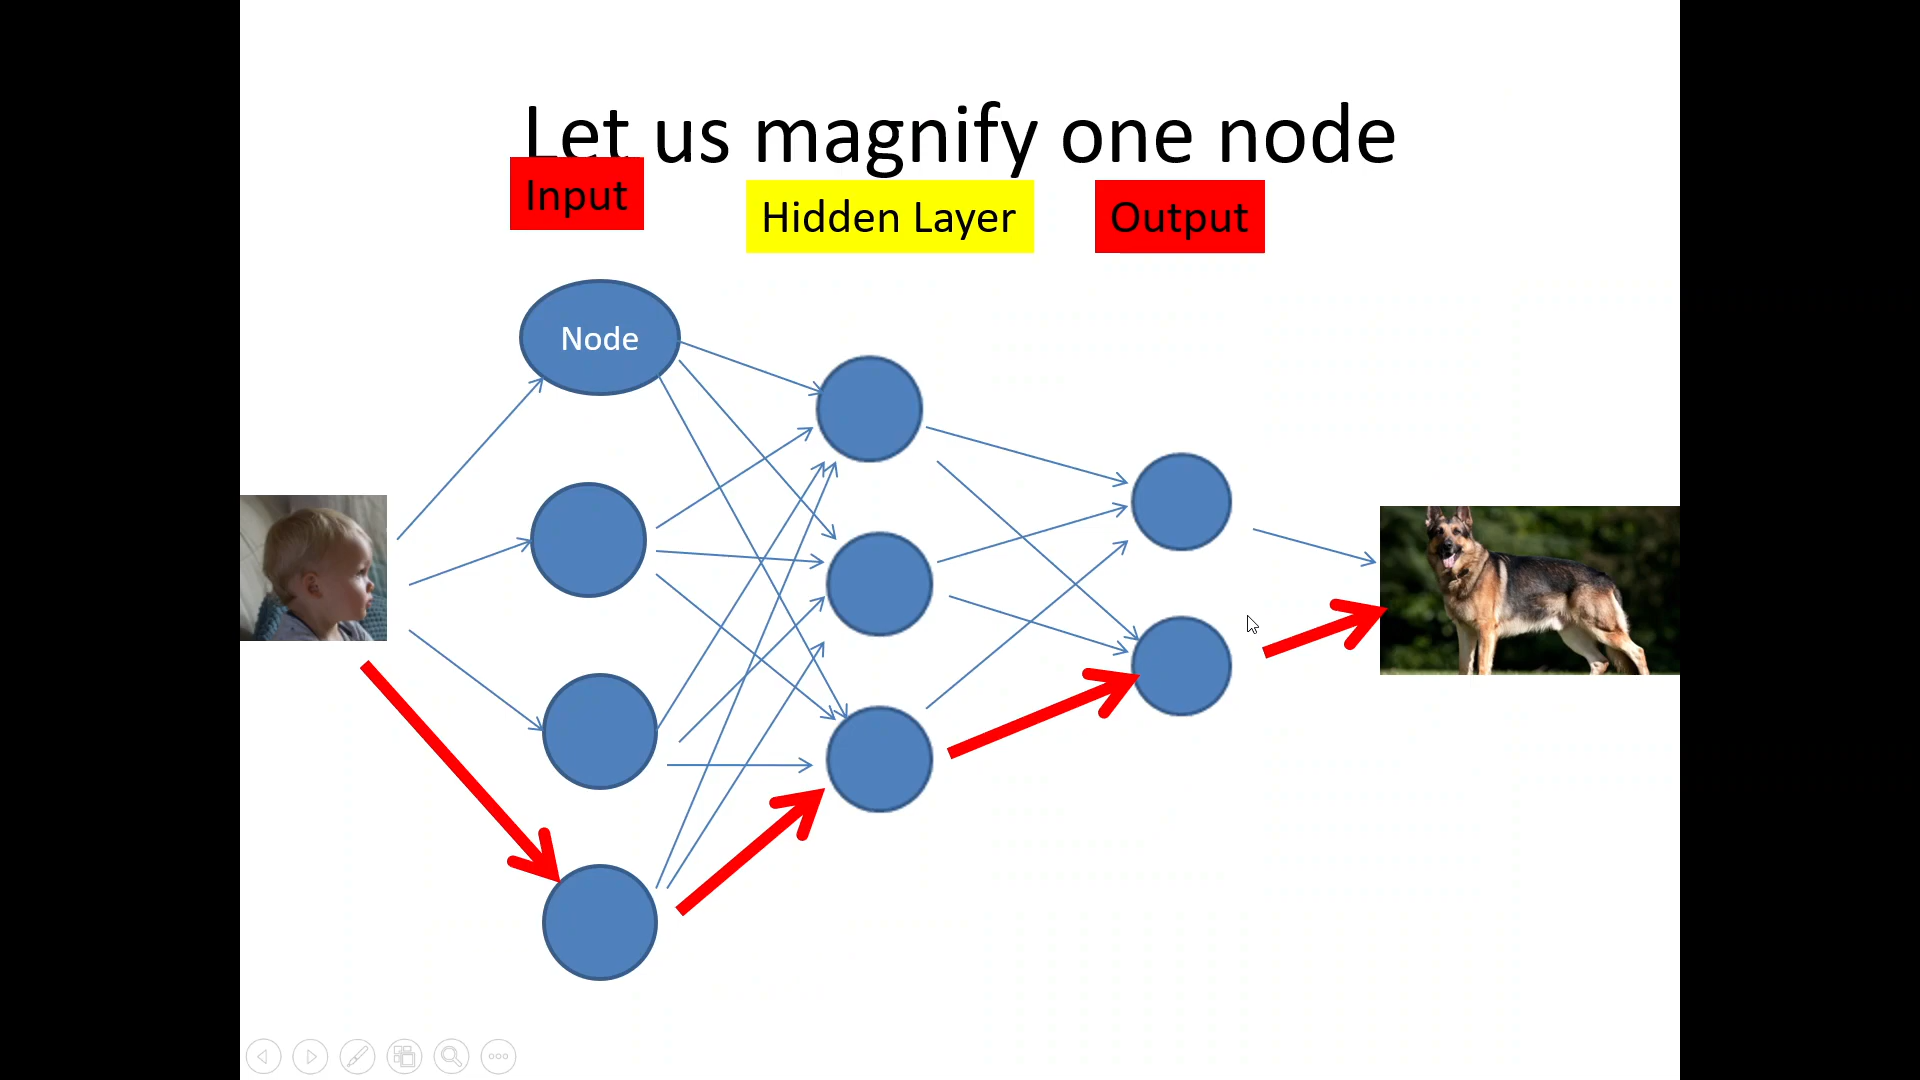 Let us magnify one node
Input
Hidden Layer
Output
Node